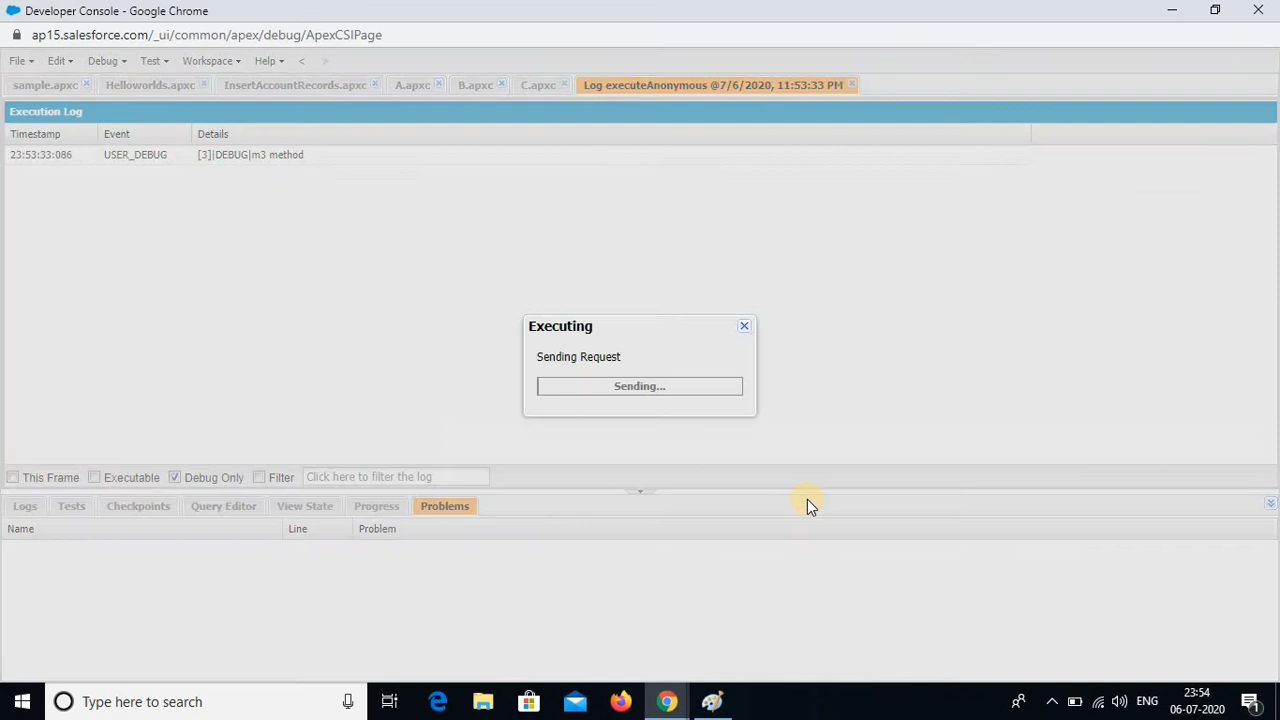 Developer Console - Google Chrome
ap15.salesforce.com/_ui/common/apex/debug/ApexCSIPage
File Edit Debug Test Workspace Help < >
sample.apxc Helloworlds.apxc InsertAccountRecords.apxc A.apxc B.apxc C.apxc Log executeAnonymous @7/6/2020, 11:53:33 PM
Execution Log
Timestamp Event Details
23:53:33:086 USER_DEBUG [3]|DEBUG|m3 method
Executing
Sending Request
Sending...
This Frame Executable Debug Only Filter Click here to filter the log
Logs Tests Checkpoints Query Editor View State Progress Problems
Name Line Problem
Type here to search ENG 23:54
06-07-2020 1